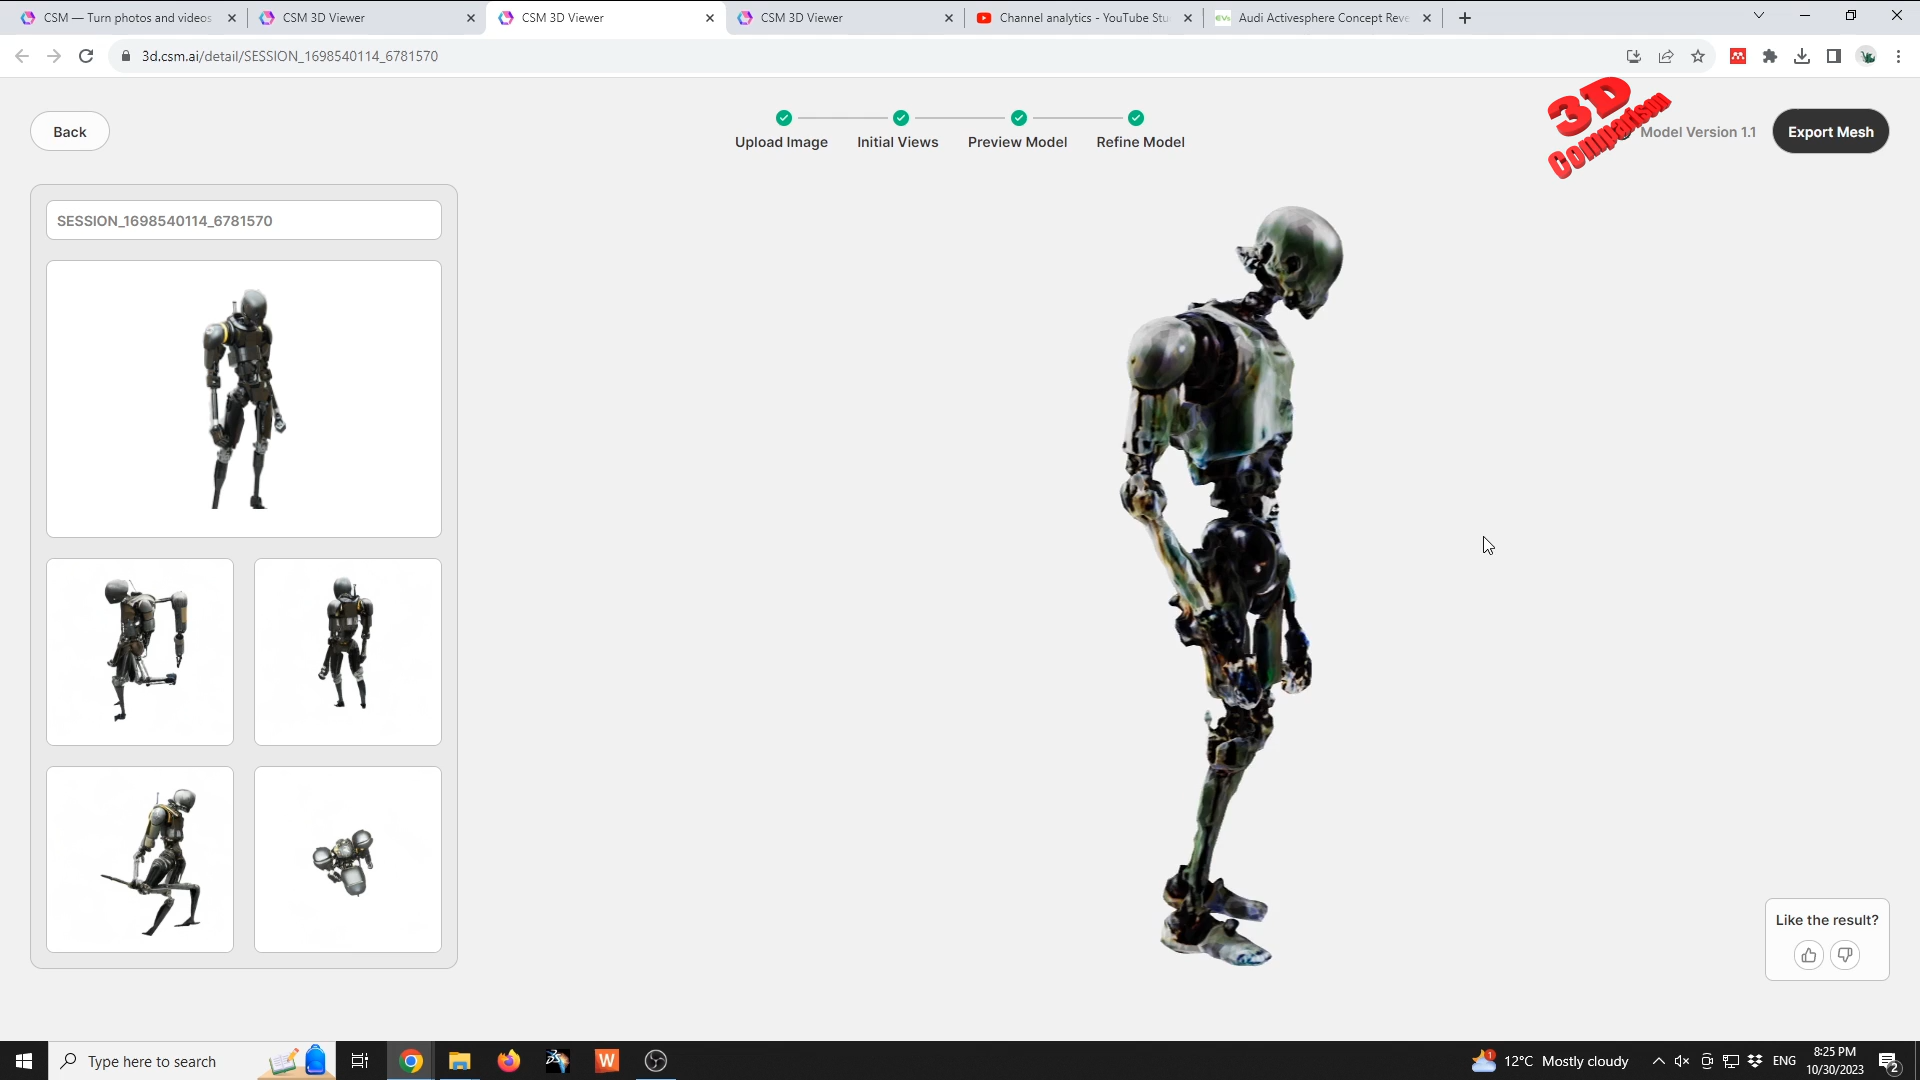 CSM — Turn photos and videos
CSM 3D Viewer
CSM 3D Viewer
CSM 3D Viewer
Channel analytics - YouTube Stu
EVs
Audi Activesphere Concept Reve
3d.csm.ai/detail/SESSION_1698540114_6781570
Back
Upload Image
Initial Views
Preview Model
Refine Model
3D
Comparison
Model Version 1.1
Export Mesh
SESSION_1698540114_6781570
Like the result?
Type here to search
W
1
12°C Mostly cloudy
ENG
8:25 PM
10/30/2023
2